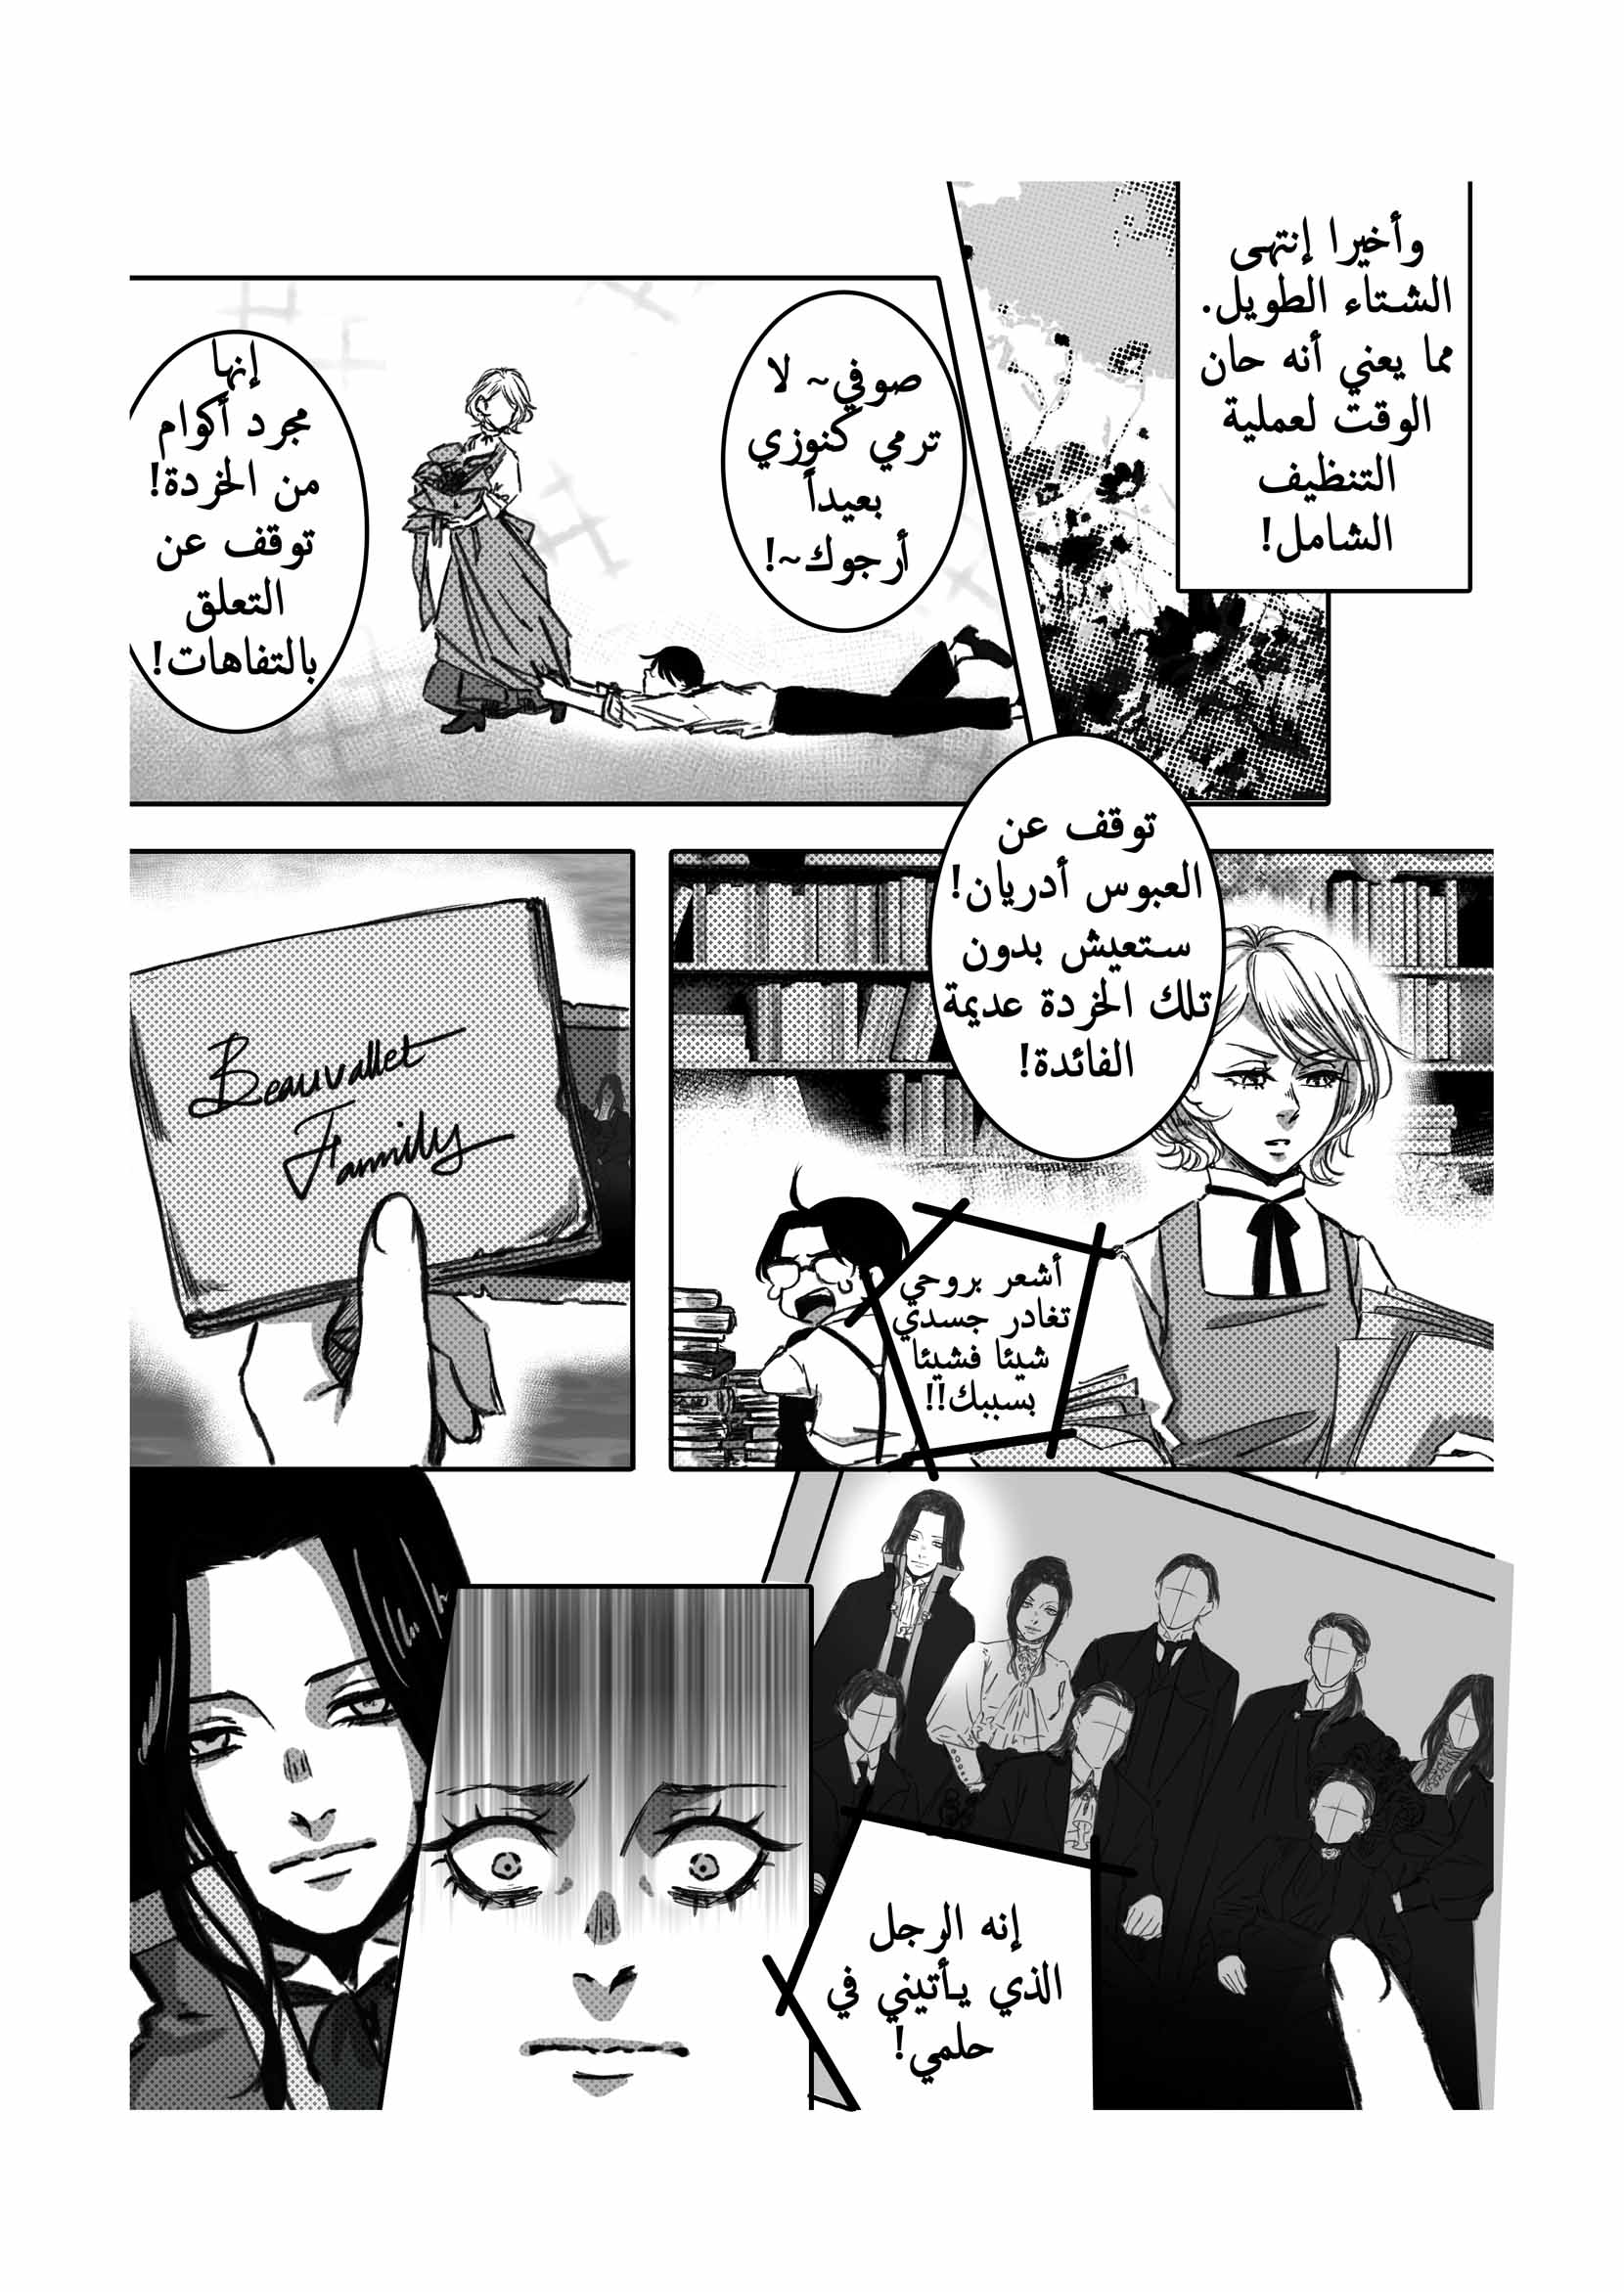 وأخيرا إنتهى
الشتاء الطويل.
مما يعني أنه حان
الوقت لعملية
التنظيف
الشامل!
صوفي~ لا
ترمي كنوزي
بعيداً
أرجوك~!
إنها
مجرد أكوام
من الخردة!
توقف عن
التعلق
بالتفاهات!
توقف عن
العبوس أدريان!
ستعيش بدون
تلك الخردة عديمة
الفائدة!
أشعر بروحي
تغادر جسدي
شيئا فشيئا
بسببك!!
Beauvallet
Family
إنه الرجل
الذي يأتيني في
حلمي!